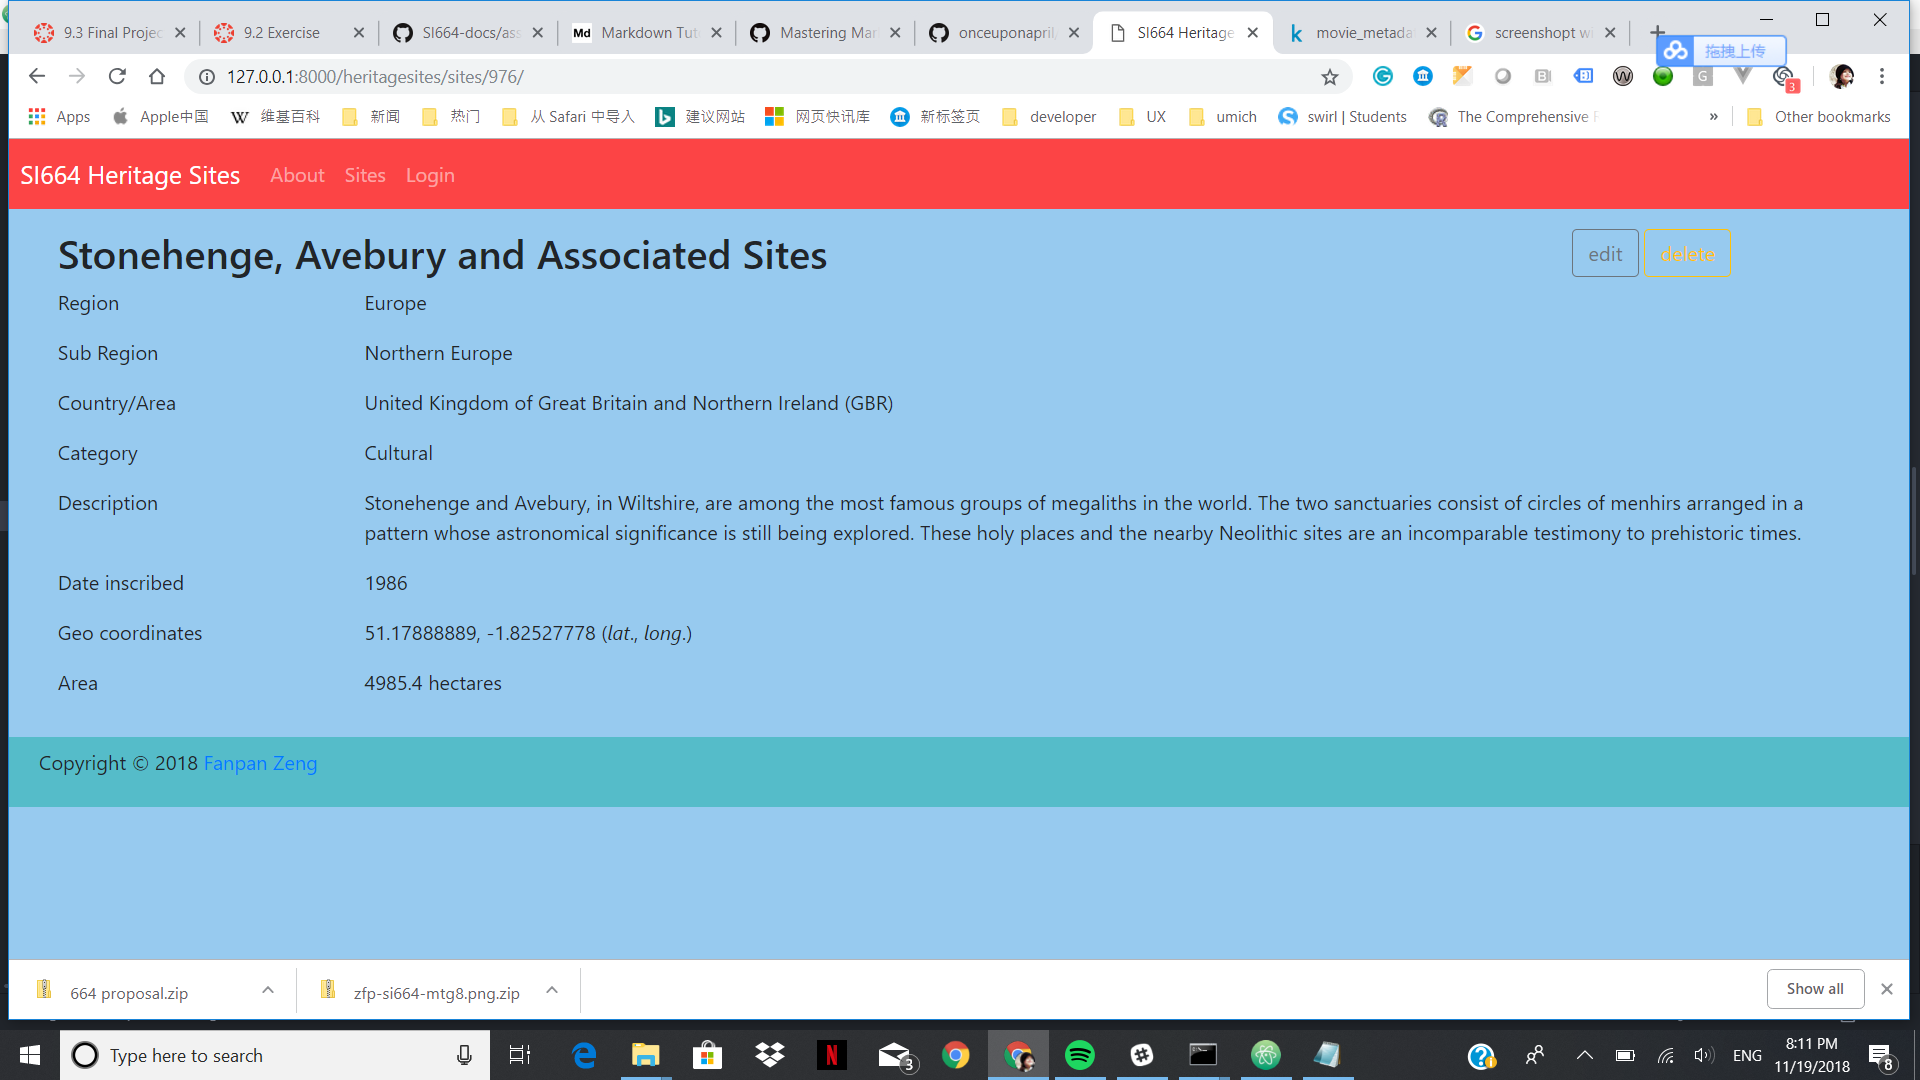 9.3 Final Projec
9.2 Exercise
SI664-docs/ass
Md Markdown Tut
Mastering Mar
onceuponapril/
SI664 Heritage
movie_metada
screenshopt wi
拖拽上传
127.0.0.1:8000/heritagesites/sites/976/
3
Apps
Apple中国
W 维基百科
新闻
热门
从 Safari 中导入
建议网站
网页快讯库
新标签页
developer
UX
umich
swirl | Students
The Comprehensive
»
Other bookmarks
SI664 Heritage Sites
About
Sites
Login
Stonehenge, Avebury and Associated Sites
edit
delete
Region Europe
Sub Region Northern Europe
Country/Area United Kingdom of Great Britain and Northern Ireland (GBR)
Category Cultural
Description Stonehenge and Avebury, in Wiltshire, are among the most famous groups of megaliths in the world. The two sanctuaries consist of circles of menhirs arranged in a
pattern whose astronomical significance is still being explored. These holy places and the nearby Neolithic sites are an incomparable testimony to prehistoric times.
Date inscribed 1986
Geo coordinates 51.17888889, -1.82527778 (lat., long.)
Area 4985.4 hectares
Copyright © 2018 Fanpan Zeng
664 proposal.zip
zfp-si664-mtg8.png.zip
Show all
Type here to search
3
ENG
8:11 PM
11/19/2018
8